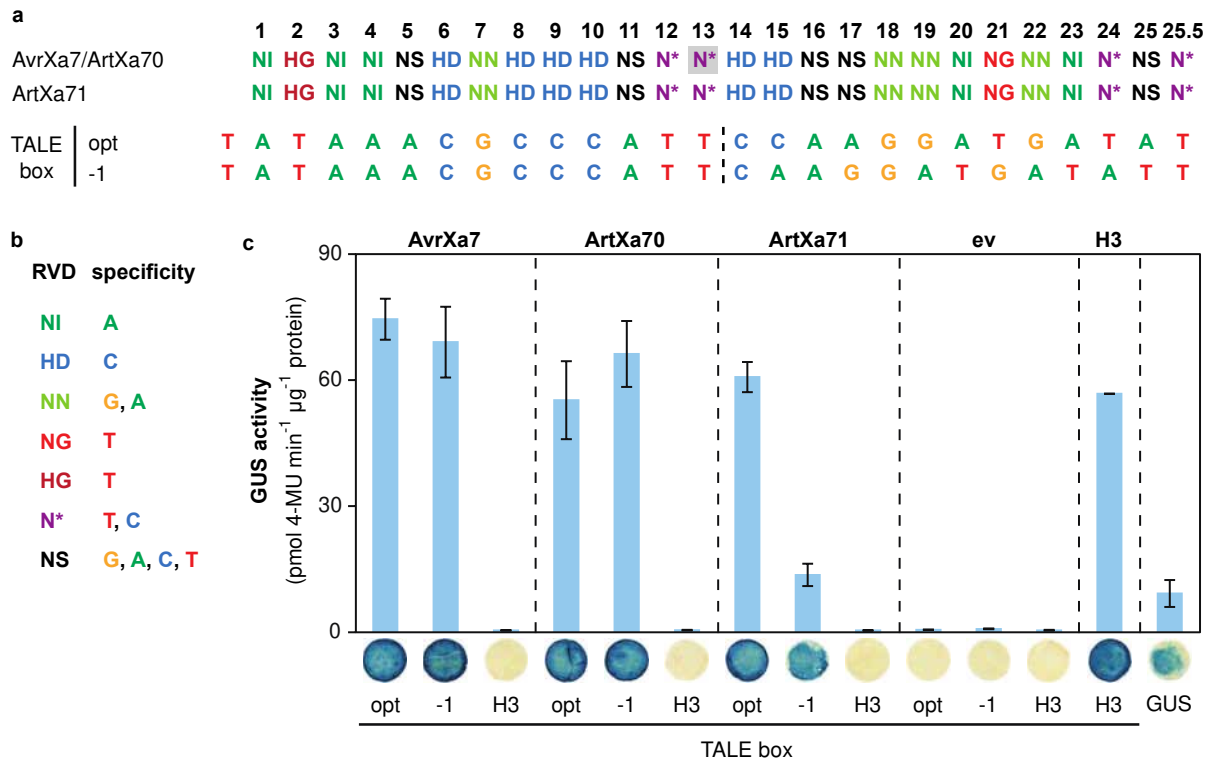 a
1 2 3 4 5 6 7 8 9 10 11 12 13 14 15 16 17 18 19 20 21 22 23 24 25 25.5
AvrXa7/ArtXa70 NI HG NI NI NS HD NN HD HD HD NS N* N* HD HD NS NS NN NN NI NG NN NI N* NS N*
ArtXa71 NI HG NI NI NS HD NN HD HD HD NS N* N* HD HD NS NS NN NN NI NG NN NI N* NS N*
TALE box
opt T A T A A A C G C C C A T T C C A A G G A T G A T A T
-1 T A T A A A C G C C C A T T C A A G G A T G A T A T T
b
RVD specificity
NI A
HD C
NN G, A
NG T
HG T
N* T, C
NS G, A, C, T
c
AvrXa7 ArtXa70 ArtXa71 ev H3
GUS activity
(pmol 4-MU min⁻¹ µg⁻¹ protein)
90
60
30
0
opt -1 H3 opt -1 H3 opt -1 H3 opt -1 H3 H3 GUS
TALE box